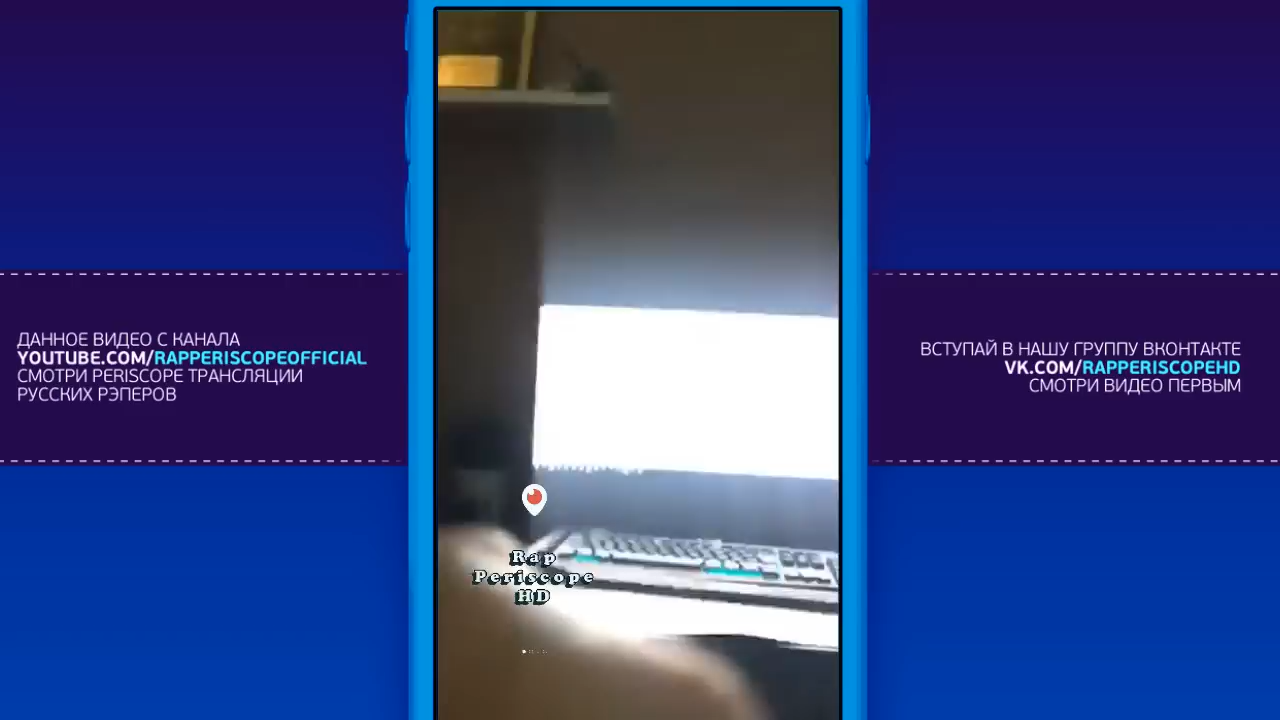 ДАННОЕ ВИДЕО С КАНАЛА
YOUTUBE.COM/RAPPERISCOPEOFFICIAL
СМОТРИ PERISCOPE ТРАНСЛЯЦИИ
РУССКИХ РЭПЕРОВ
ВСТУПАЙ В НАШУ ГРУППУ ВКОНТАКТЕ
VK.COM/RAPPERISCOPEHD
СМОТРИ ВИДЕО ПЕРВЫМ
Rap
Periscope
HD